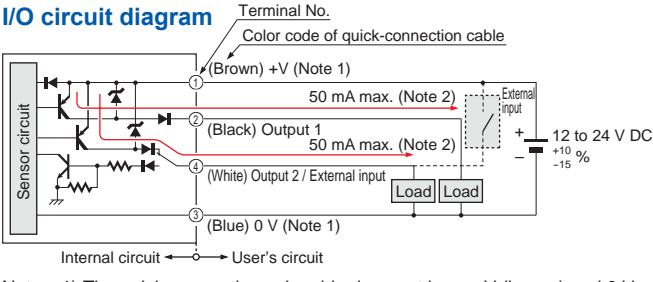 I/O circuit diagram
Terminal No.
Color code of quick-connection cable
1
(Brown) +V (Note 1)
50 mA max. (Note 2)
External
input
2
(Black) Output 1
50 mA max. (Note 2)
+
−
12 to 24 V DC
+10
−15 %
Sensor circuit
4
(White) Output 2 / External input
Load
Load
3
(Blue) 0 V (Note 1)
Internal circuit
User's circuit